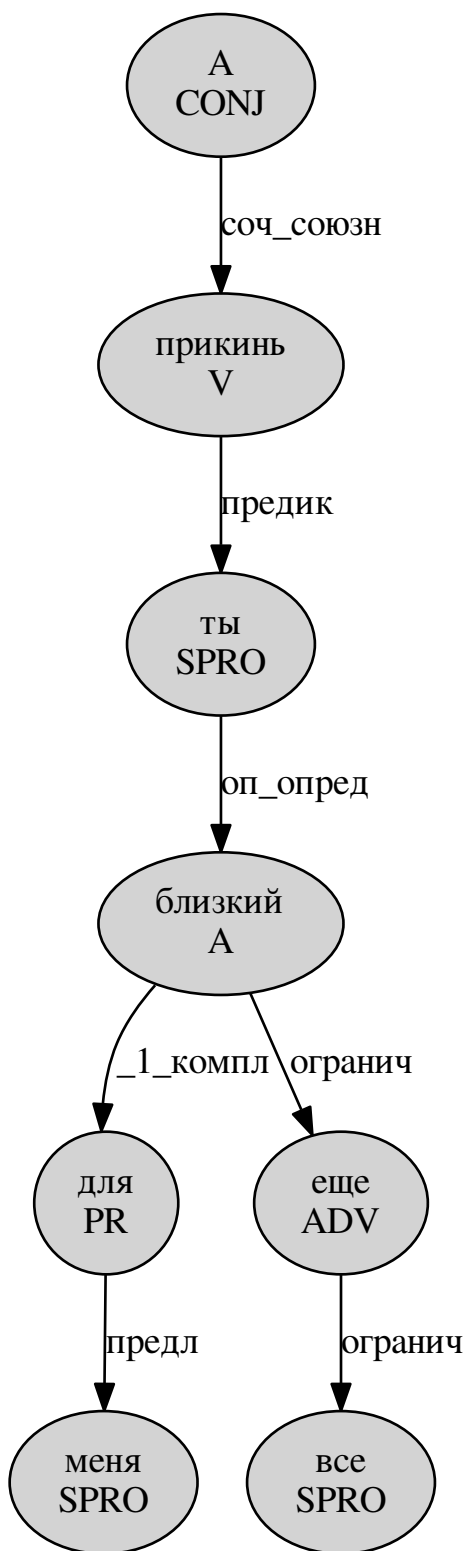 А
CONJ
соч_союзн
прикинь
V
предик
ты
SPRO
оп_опред
близкий
A
_1_компл огранич
для
PR
еще
ADV
предл
огранич
меня
SPRO
все
SPRO